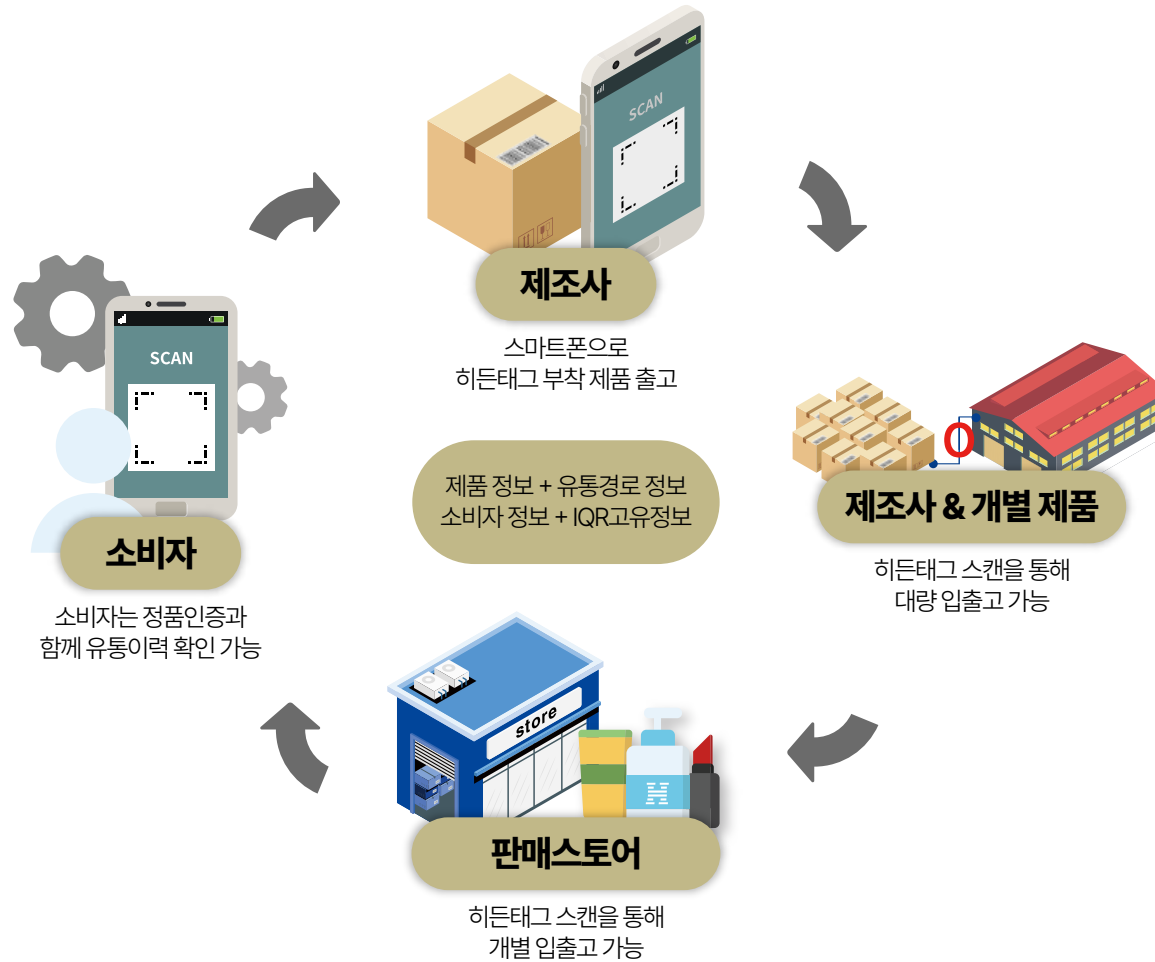 SCAN
제조사
스마트폰으로
히든태그 부착 제품 출고
제조사 & 개별 제품
히든태그 스캔을 통해
대량 입출고 가능
SCAN
소비자
소비자는 정품인증과
함께 유통이력 확인 가능
제품 정보 + 유통경로 정보
소비자 정보 + IQR고유정보
store
판매스토어
히든태그 스캔을 통해
개별 입출고 가능